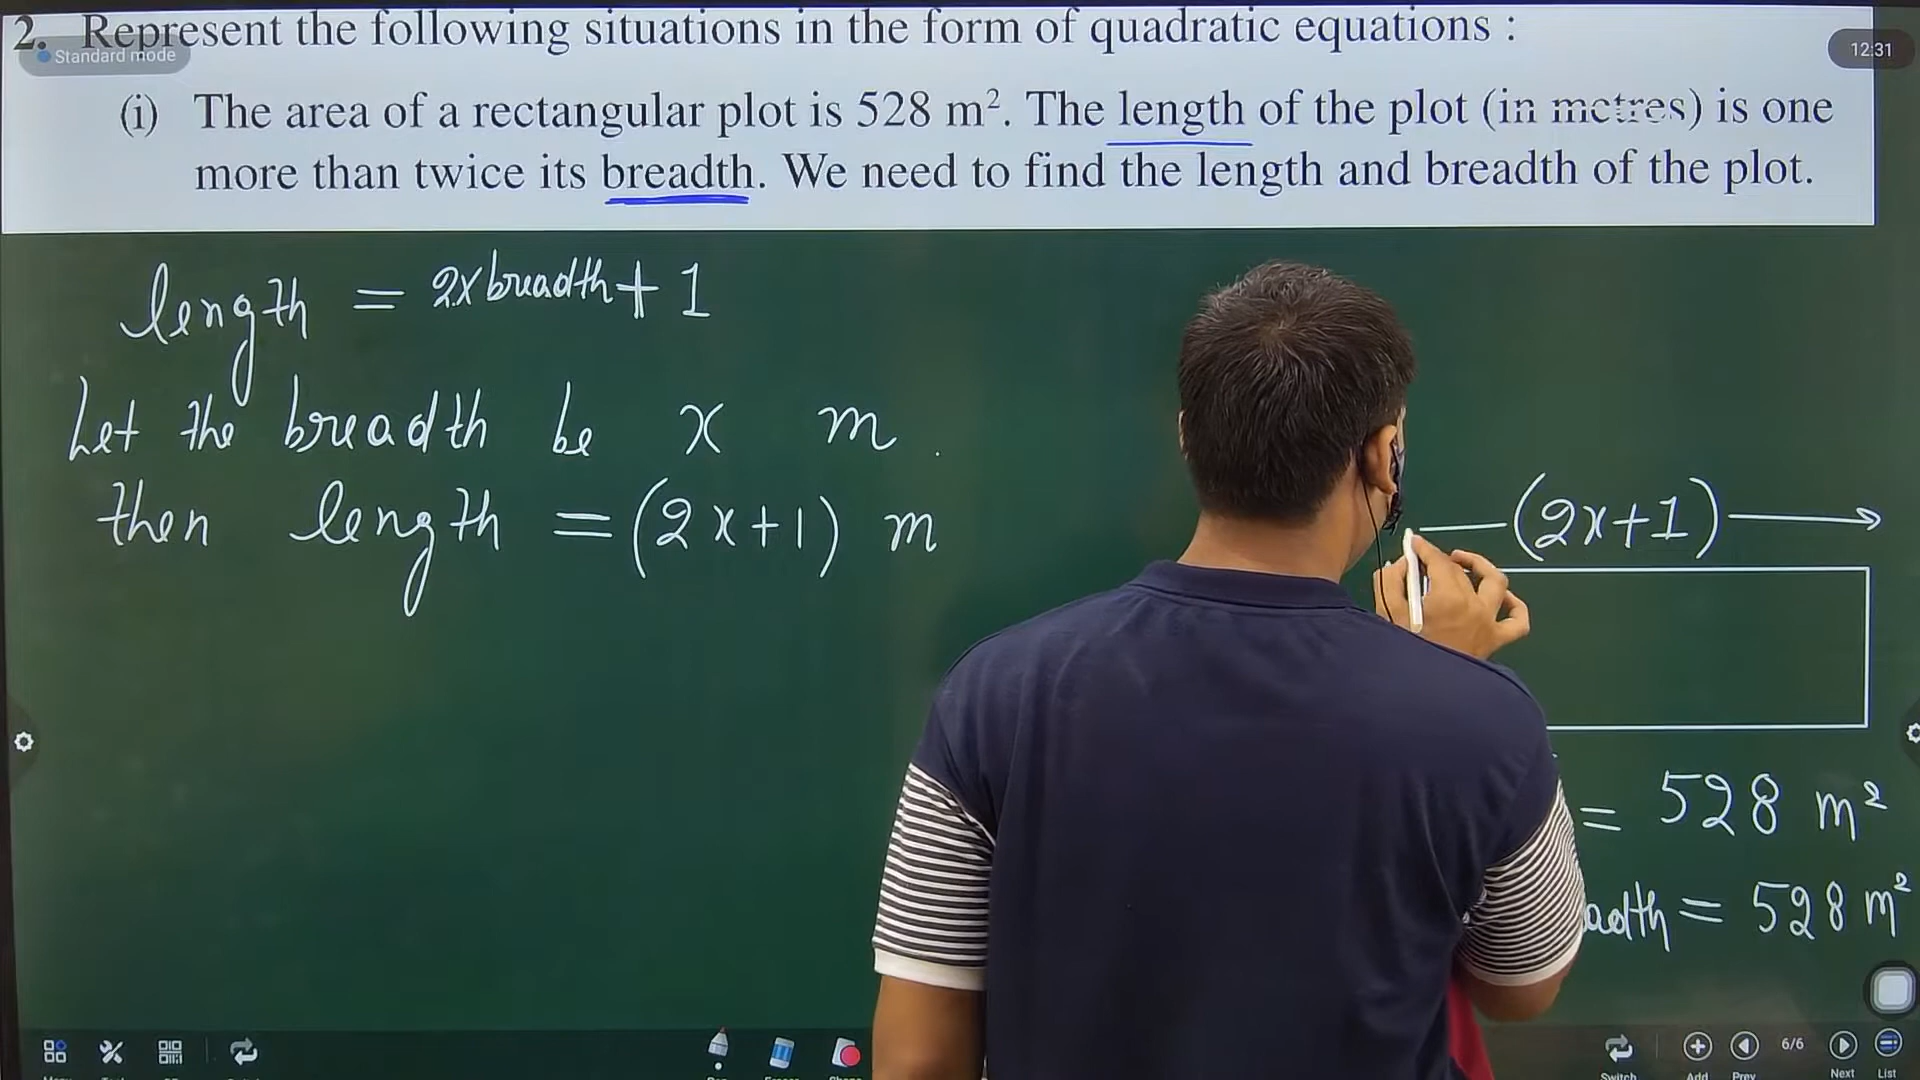 2. Represent the following situations in the form of quadratic equations :
Standard mode
12:31
(i) The area of a rectangular plot is 528 m². The length of the plot (in metres) is one
more than twice its breadth. We need to find the length and breadth of the plot.
length = 2x breadth + 1
Let the breadth be x m.
then length = (2x+1) m
(2x+1)
= 528 m²
adth = 528 m²
6/6
Switch
Add
Prev
Next
List